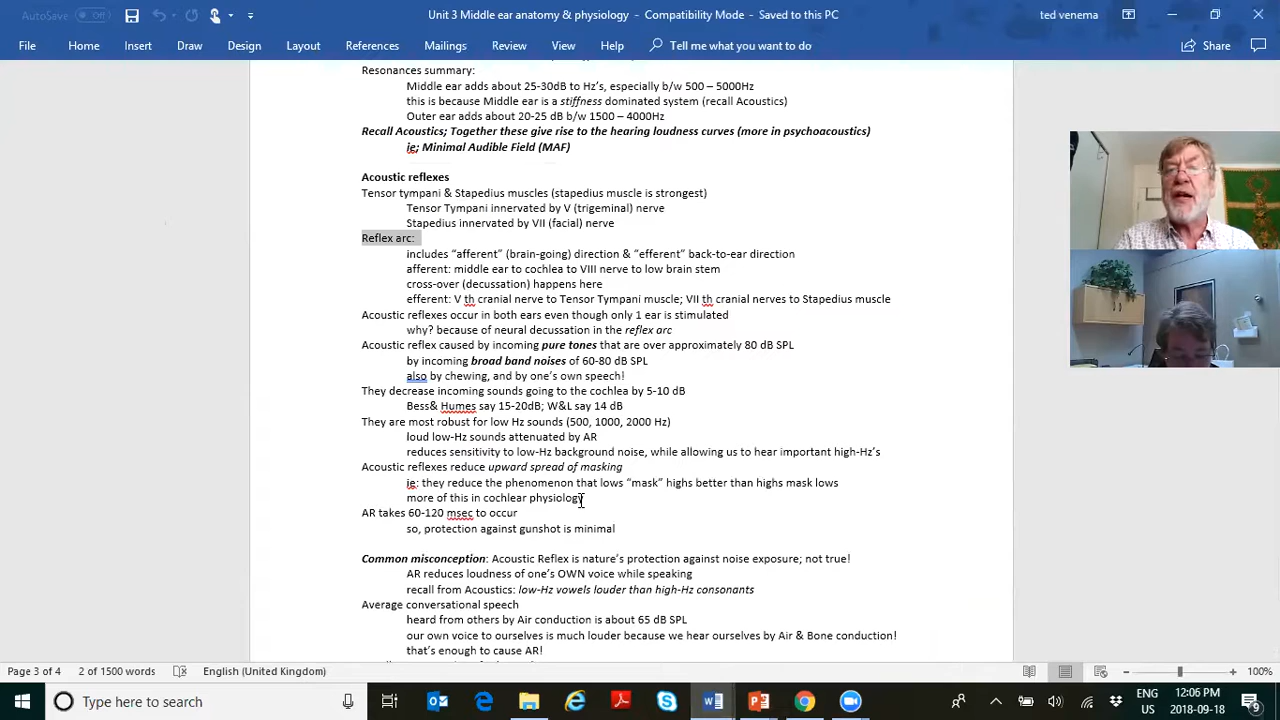 AutoSave Off
Unit 3 Middle ear anatomy & physiology - Compatibility Mode - Saved to this PC
ted venema
File Home Insert Draw Design Layout References Mailings Review View Help Tell me what you want to do Share
Resonances summary:
Middle ear adds about 25-30dB to Hz's, especially b/w 500 – 5000Hz
this is because Middle ear is a stiffness dominated system (recall Acoustics)
Outer ear adds about 20-25 dB b/w 1500 – 4000Hz
Recall Acoustics; Together these give rise to the hearing loudness curves (more in psychoacoustics)
ie; Minimal Audible Field (MAF)
Acoustic reflexes
Tensor tympani & Stapedius muscles (stapedius muscle is strongest)
Tensor Tympani innervated by V (trigeminal) nerve
Stapedius innervated by VII (facial) nerve
Reflex arc:
includes “afferent” (brain-going) direction & “efferent” back-to-ear direction
afferent: middle ear to cochlea to VIII nerve to low brain stem
cross-over (decussation) happens here
efferent: V th cranial nerve to Tensor Tympani muscle; VII th cranial nerves to Stapedius muscle
Acoustic reflexes occur in both ears even though only 1 ear is stimulated
why? because of neural decussation in the reflex arc
Acoustic reflex caused by incoming pure tones that are over approximately 80 dB SPL
by incoming broad band noises of 60-80 dB SPL
also by chewing, and by one's own speech!
They decrease incoming sounds going to the cochlea by 5-10 dB
Bess& Humes say 15-20dB; W&L say 14 dB
They are most robust for low Hz sounds (500, 1000, 2000 Hz)
loud low-Hz sounds attenuated by AR
reduces sensitivity to low-Hz background noise, while allowing us to hear important high-Hz's
Acoustic reflexes reduce upward spread of masking
ie: they reduce the phenomenon that lows “mask” highs better than highs mask lows
more of this in cochlear physiology
AR takes 60-120 msec to occur
so, protection against gunshot is minimal
Common misconception: Acoustic Reflex is nature's protection against noise exposure; not true!
AR reduces loudness of one's OWN voice while speaking
recall from Acoustics: low-Hz vowels louder than high-Hz consonants
Average conversational speech
heard from others by Air conduction is about 65 dB SPL
our own voice to ourselves is much louder because we hear ourselves by Air & Bone conduction!
that's enough to cause AR!
Page 3 of 4 2 of 1500 words English (United Kingdom) 100%
Type here to search
ENG
US
12:06 PM
2018-09-18
9